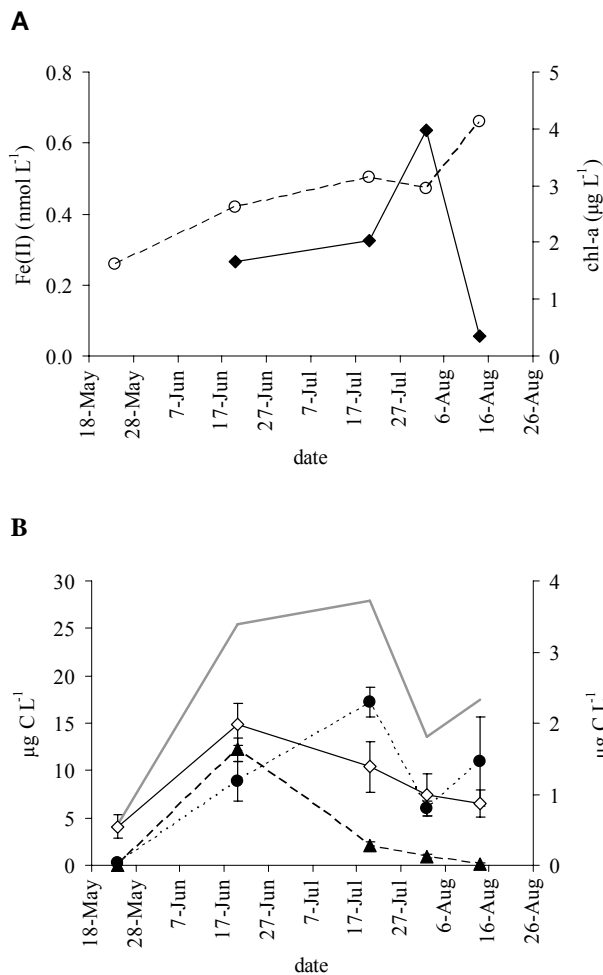 A
0.8
0.6
0.4
0.2
0.0
Fe(II) (nmol L⁻¹)
5
4
3
2
1
0
chl-a (µg L⁻¹)
18-May
28-May
7-Jun
17-Jun
27-Jun
7-Jul
17-Jul
27-Jul
6-Aug
16-Aug
26-Aug
date
B
30
25
20
15
10
5
0
µg C L⁻¹
4
3
2
1
0
µg C L⁻¹
18-May
28-May
7-Jun
17-Jun
27-Jun
7-Jul
17-Jul
27-Jul
6-Aug
16-Aug
26-Aug
date